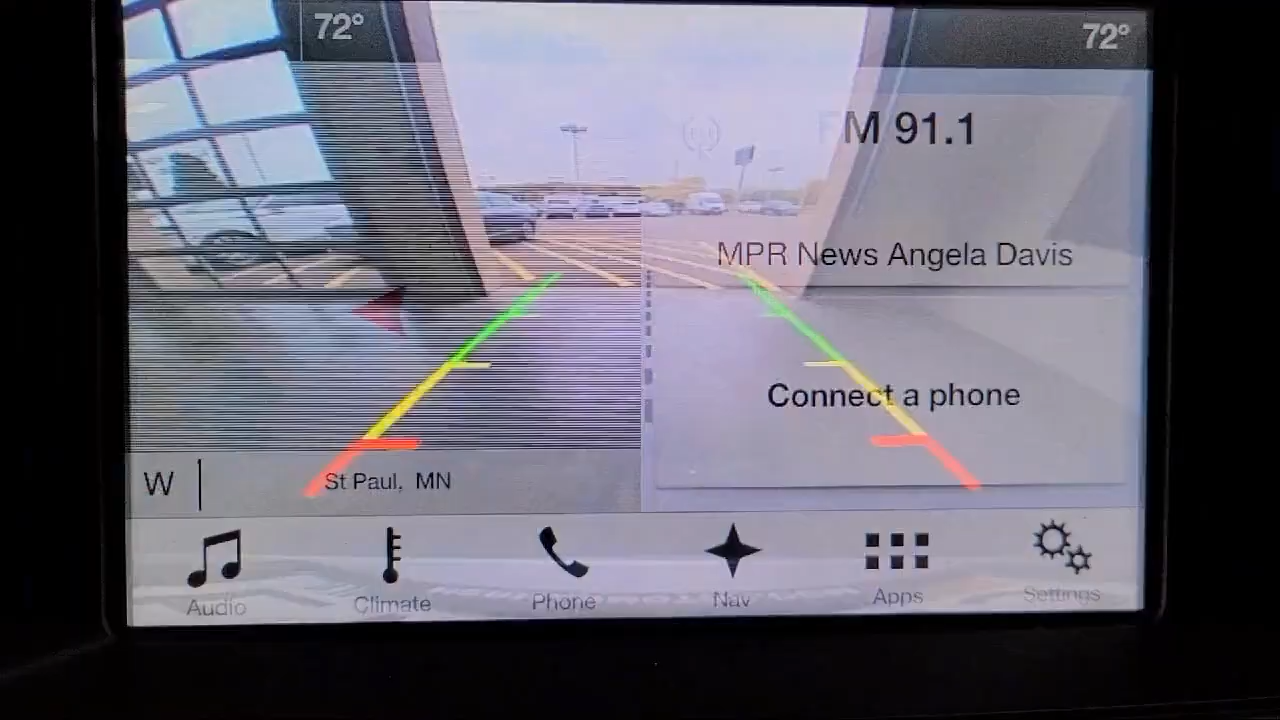 72°
72°
FM 91.1
MPR News Angela Davis
Connect a phone
W
St Paul, MN
Audio
Climate
Phone
Nav
Apps
Settings